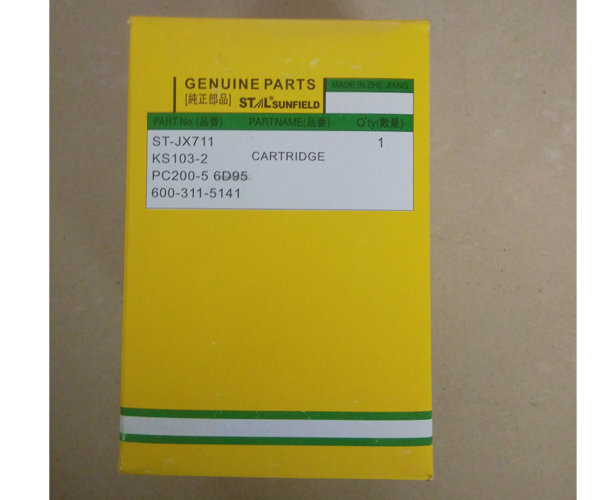 GENUINE PARTS
[純正部品] STAL® SUNFIELD
MADE IN ZHE JIANG
PART No.(品番) PARTNAME(品番) Q'ty(數量)
ST-JX711 1
KS103-2 CARTRIDGE
PC200-5 6D95
600-311-5141